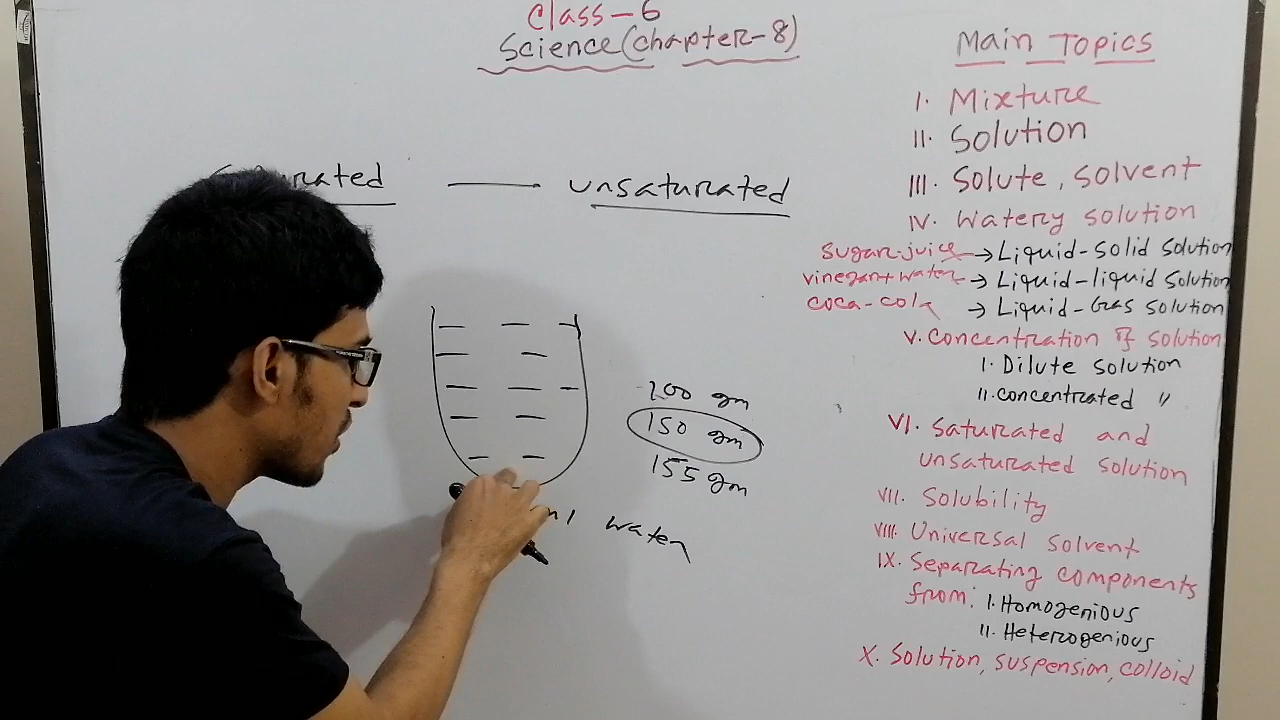 Class-6
Science(chapter-8)
unsaturated
100 gm
150 gm
155 gm
water
Main Topics
I. Mixture
II. Solution
III. Solute, solvent
IV. Watery solution
Sugar-juice → Liquid-solid solution
vinegar+water → Liquid-liquid solution
coca-cola → Liquid-Gas solution
V. Concentration of solution
I. Dilute solution
II. concentrated "
VI. Saturated and
unsaturated solution
VII. Solubility
VIII. Universal solvent
IX. Separating components
from: I. Homogenious
II. Heterogenious
X. Solution, suspension, colloid